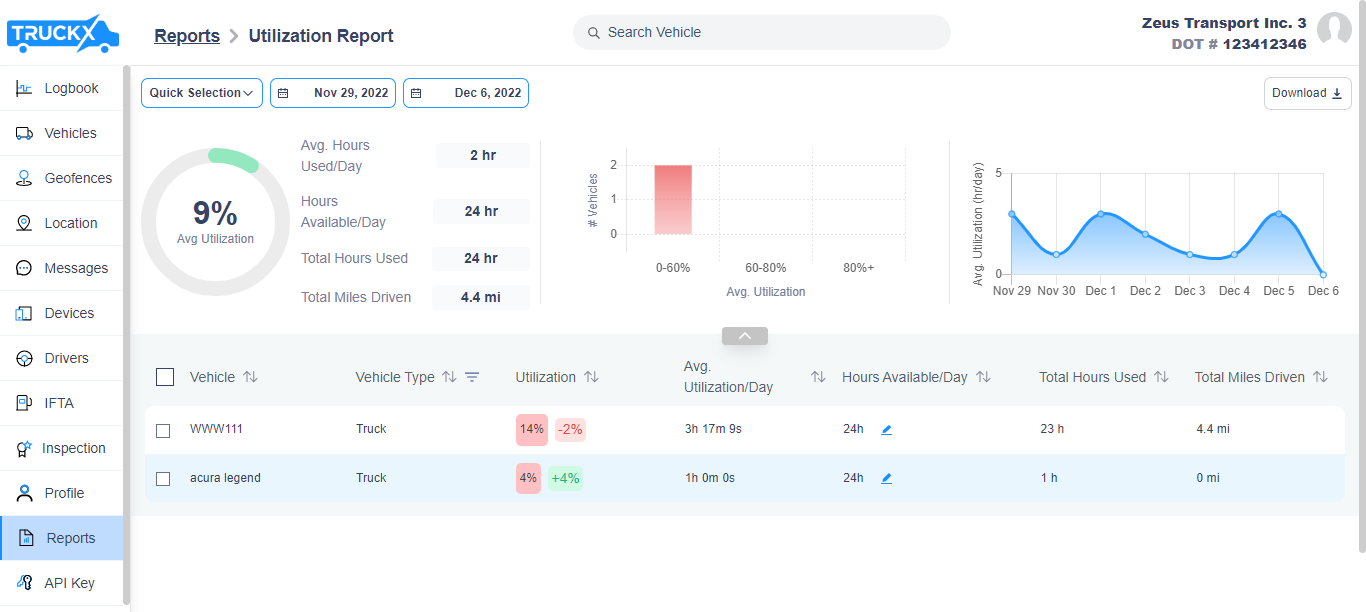 TRUCKX
Reports > Utilization Report
Search Vehicle
Zeus Transport Inc. 3
DOT # 123412346
Logbook
Vehicles
Geofences
Location
Messages
Devices
Drivers
IFTA
Inspection
Profile
Reports
API Key
Quick Selection
Nov 29, 2022
Dec 6, 2022
Download
9%
Avg Utilization
Avg. Hours
Used/Day
2 hr
Hours
Available/Day
24 hr
Total Hours Used
24 hr
Total Miles Driven
4.4 mi
# Vehicles
2
1
0
0-60%
60-80%
80%+
Avg. Utilization
Avg. Utilization (hr/day)
5
0
Nov 29 Nov 30 Dec 1 Dec 2 Dec 3 Dec 4 Dec 5 Dec 6
Vehicle
Vehicle Type
Utilization
Avg.
Utilization/Day
Hours Available/Day
Total Hours Used
Total Miles Driven
WWW111 Truck 14% -2% 3h 17m 9s 24h 23 h 4.4 mi
acura legend Truck 4% +4% 1h 0m 0s 24h 1 h 0 mi